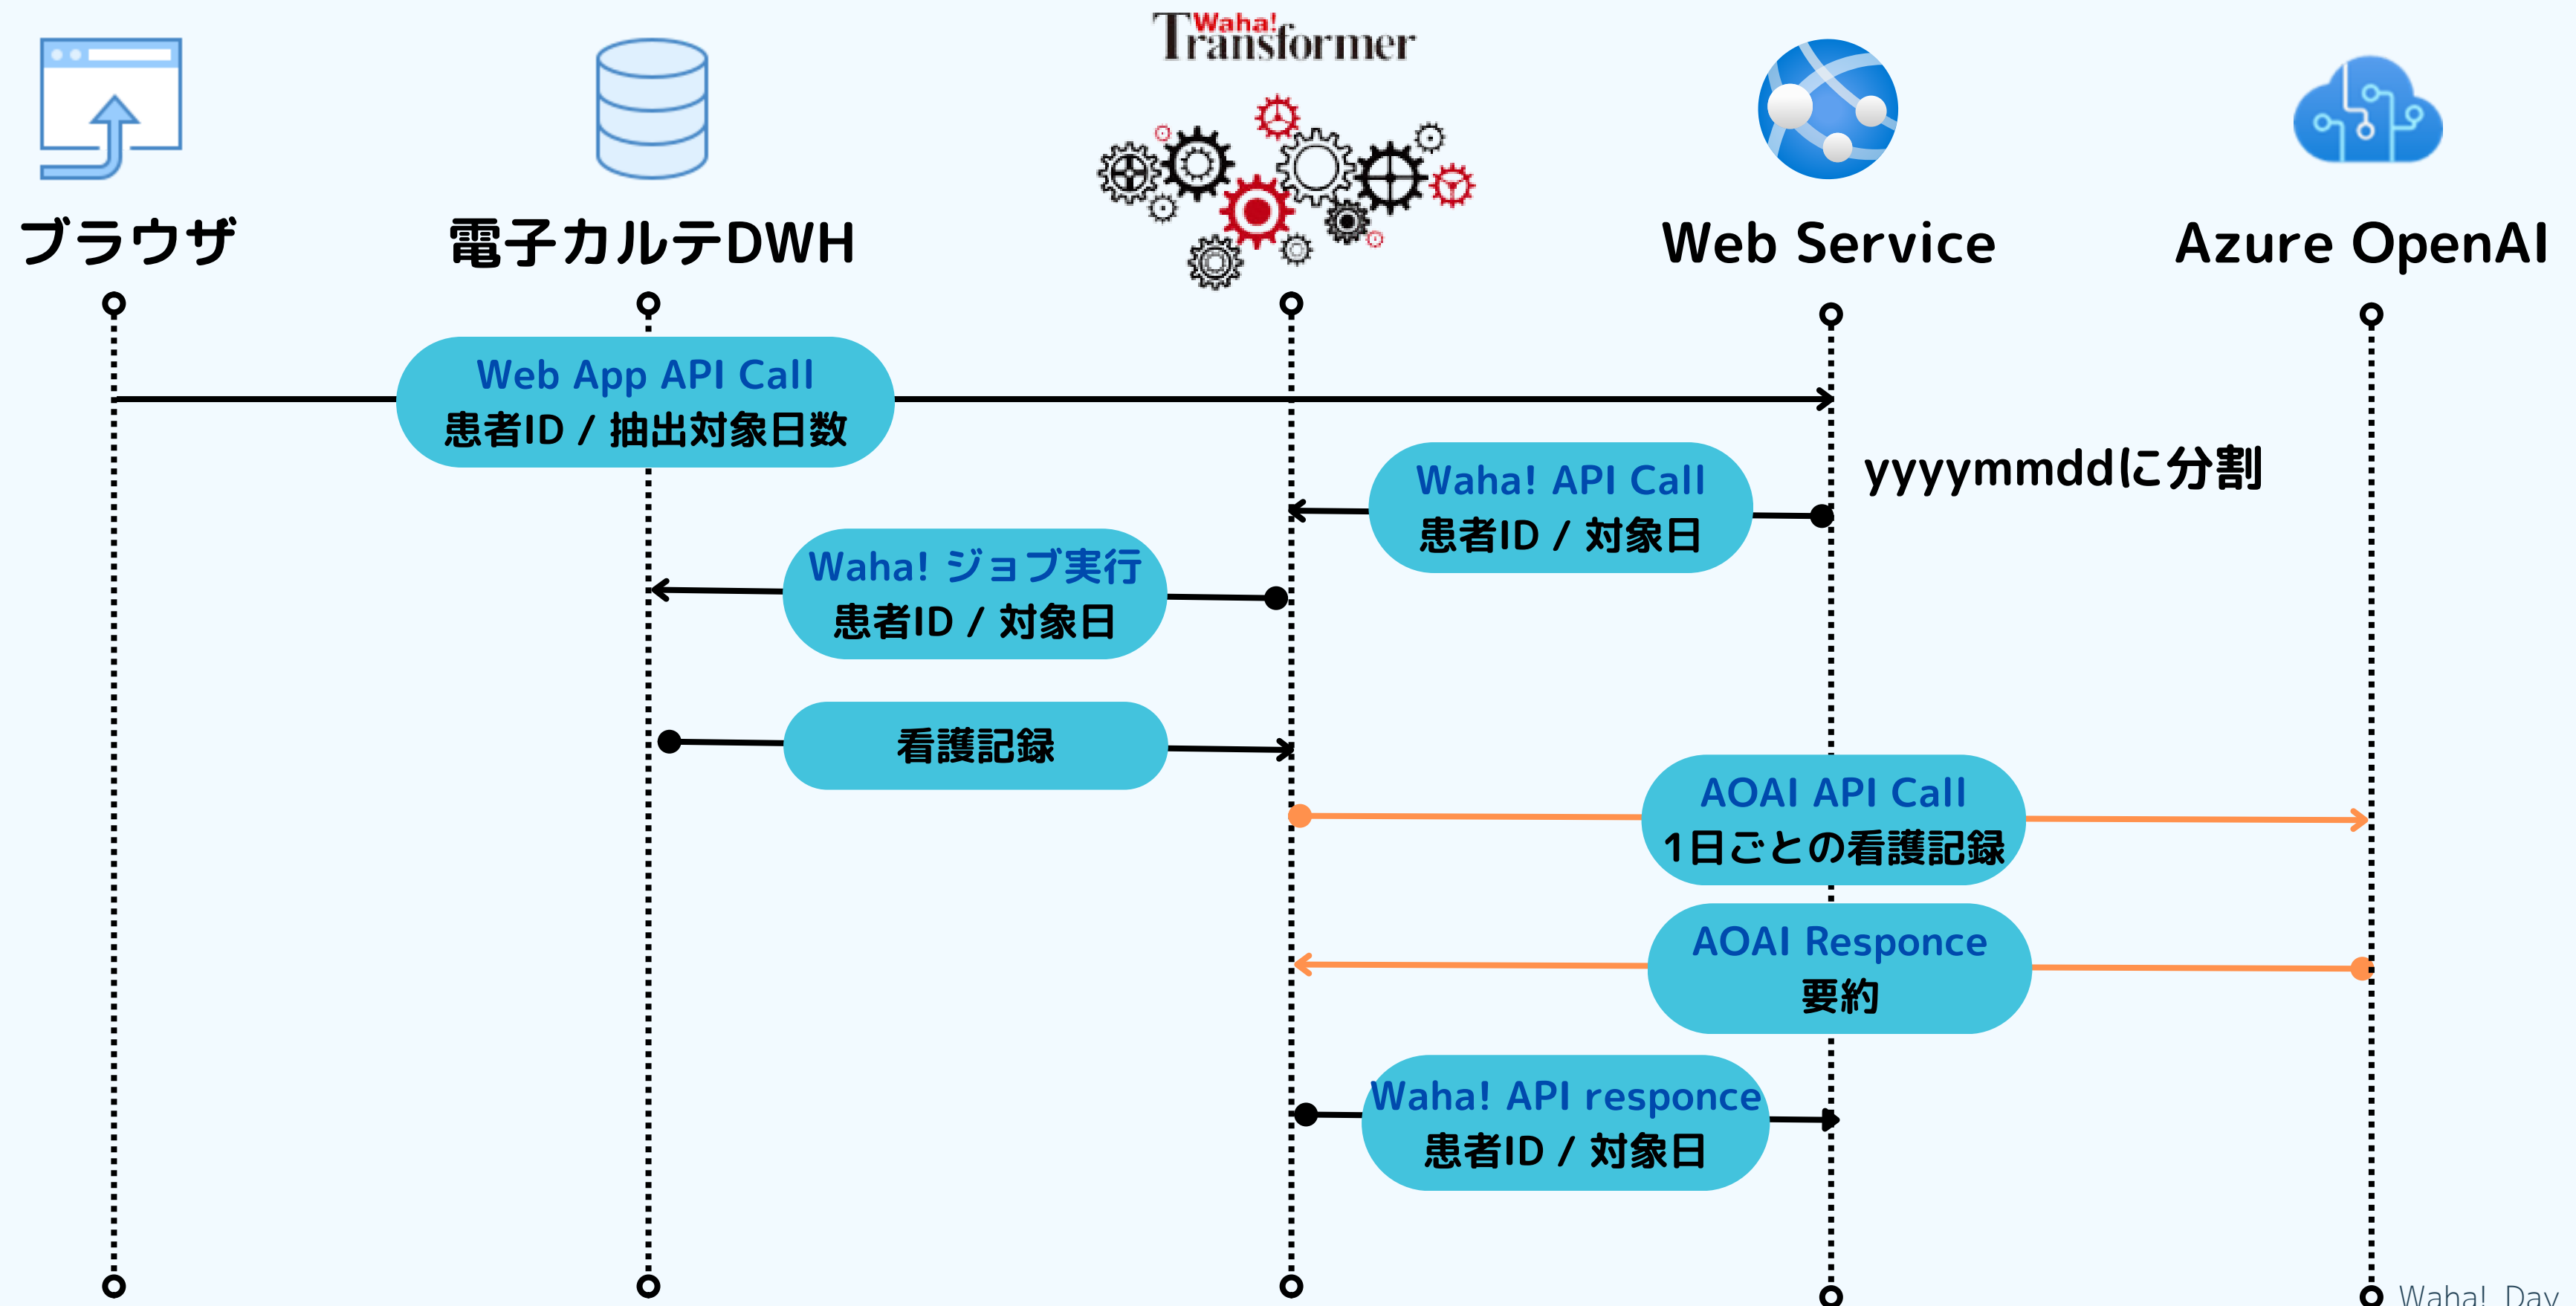 Waha!
Transformer
ブラウザ
電子カルテDWH
Web Service
Azure OpenAI
Web App API Call
患者ID / 抽出対象日数
yyyymmddに分割
Waha! API Call
患者ID / 対象日
Waha! ジョブ実行
患者ID / 対象日
看護記録
AOAI API Call
1日ごとの看護記録
AOAI Responce
要約
Waha! API responce
患者ID / 対象日
Waha! Day